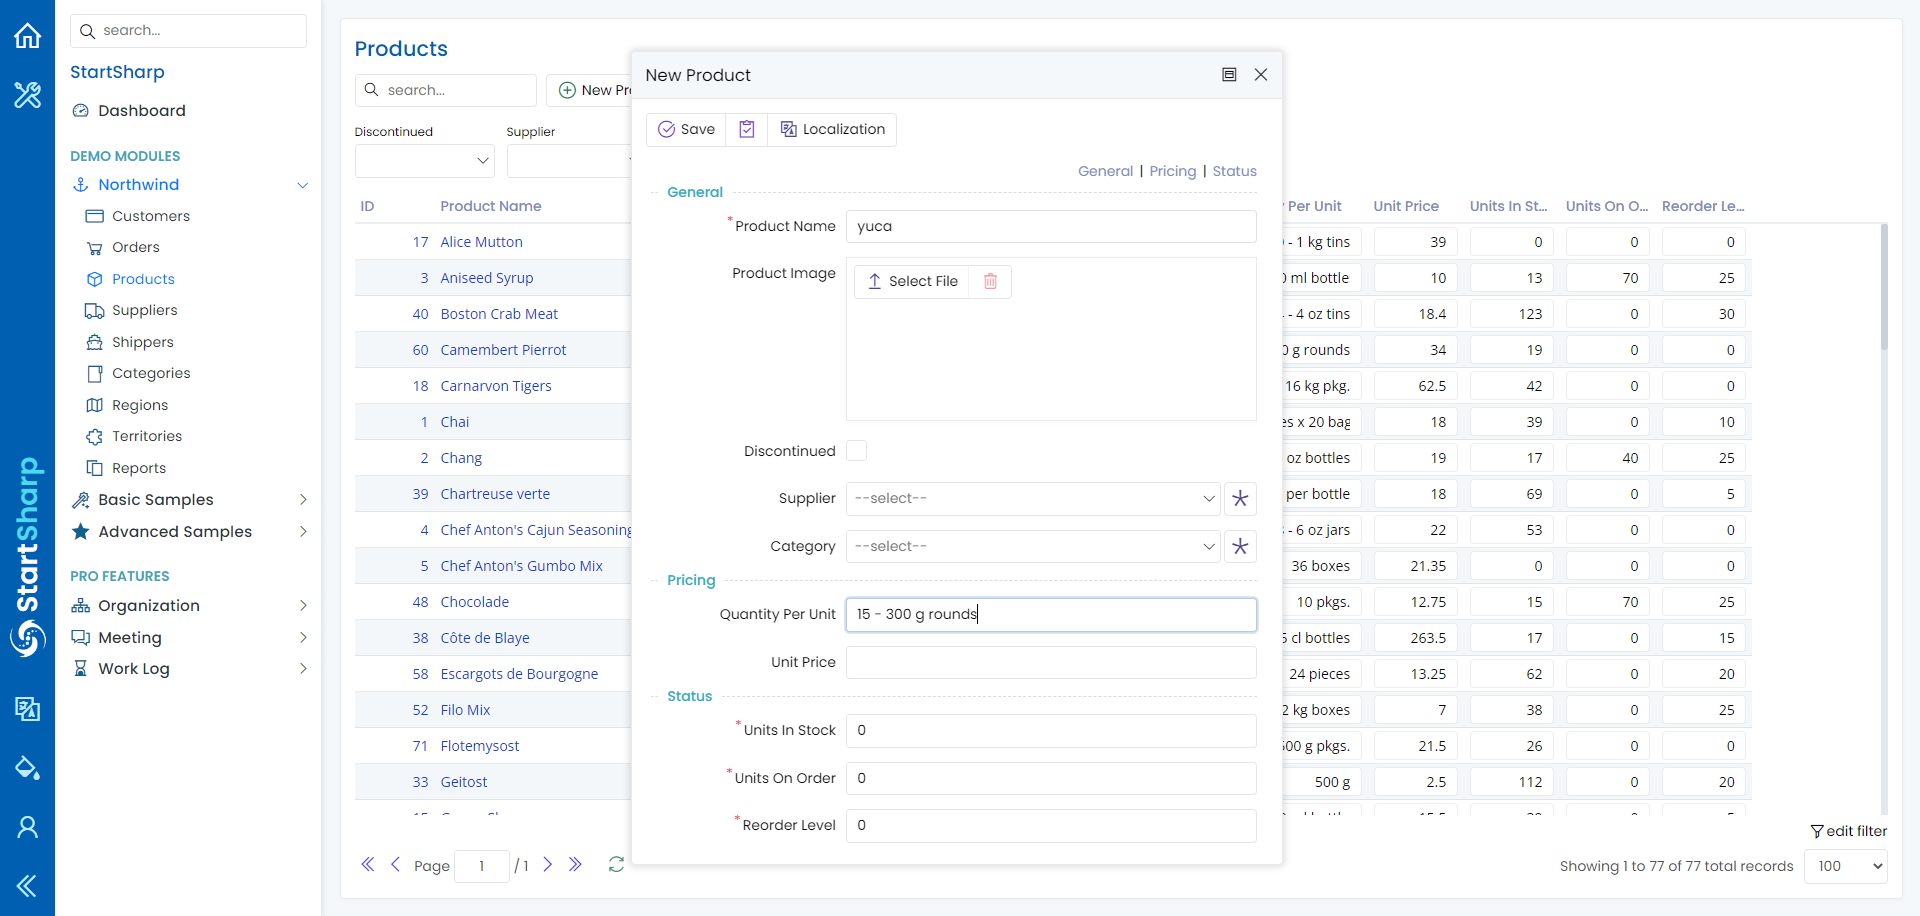 search...
StartSharp
Dashboard
DEMO MODULES
Northwind
Customers
Orders
Products
Suppliers
Shippers
Categories
Regions
Territories
Reports
Basic Samples
Advanced Samples
PRO FEATURES
Organization
Meeting
Work Log
StartSharp
Products
search...
New Pr
Discontinued
Supplier
ID Product Name Per Unit Unit Price Units In St... Units On O... Reorder Le...
17 Alice Mutton - 1 kg tins 39 0 0 0
3 Aniseed Syrup ml bottle 10 13 70 25
40 Boston Crab Meat - 4 oz tins 18.4 123 0 30
60 Camembert Pierrot g rounds 34 19 0 0
18 Carnarvon Tigers 16 kg pkg. 62.5 42 0 0
1 Chai es x 20 bag 18 39 0 10
2 Chang oz bottles 19 17 40 25
39 Chartreuse verte per bottle 18 69 0 5
4 Chef Anton's Cajun Seasoning - 6 oz jars 22 53 0 0
5 Chef Anton's Gumbo Mix 36 boxes 21.35 0 0 0
48 Chocolade 10 pkgs. 12.75 15 70 25
38 Côte de Blaye cl bottles 263.5 17 0 15
58 Escargots de Bourgogne 24 pieces 13.25 62 0 20
52 Filo Mix 2 kg boxes 7 38 0 25
71 Flotemysost 500 g pkgs. 21.5 26 0 0
33 Geitost 500 g 2.5 112 0 20
edit filter
Page 1 / 1
Showing 1 to 77 of 77 total records 100
New Product
Save
Localization
General | Pricing | Status
General
*Product Name yuca
Product Image Select File
Discontinued
Supplier --select--
Category --select--
Pricing
Quantity Per Unit 15 - 300 g rounds
Unit Price
Status
*Units In Stock 0
*Units On Order 0
*Reorder Level 0